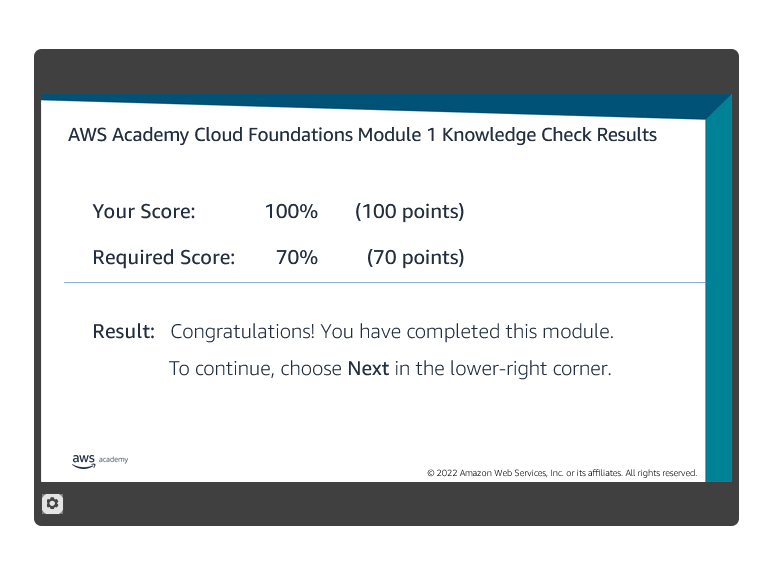 AWS Academy Cloud Foundations Module 1 Knowledge Check Results
Your Score: 100% (100 points)
Required Score: 70% (70 points)
Result: Congratulations! You have completed this module.
To continue, choose Next in the lower-right corner.
aws academy
© 2022 Amazon Web Services, Inc. or its affiliates. All rights reserved.